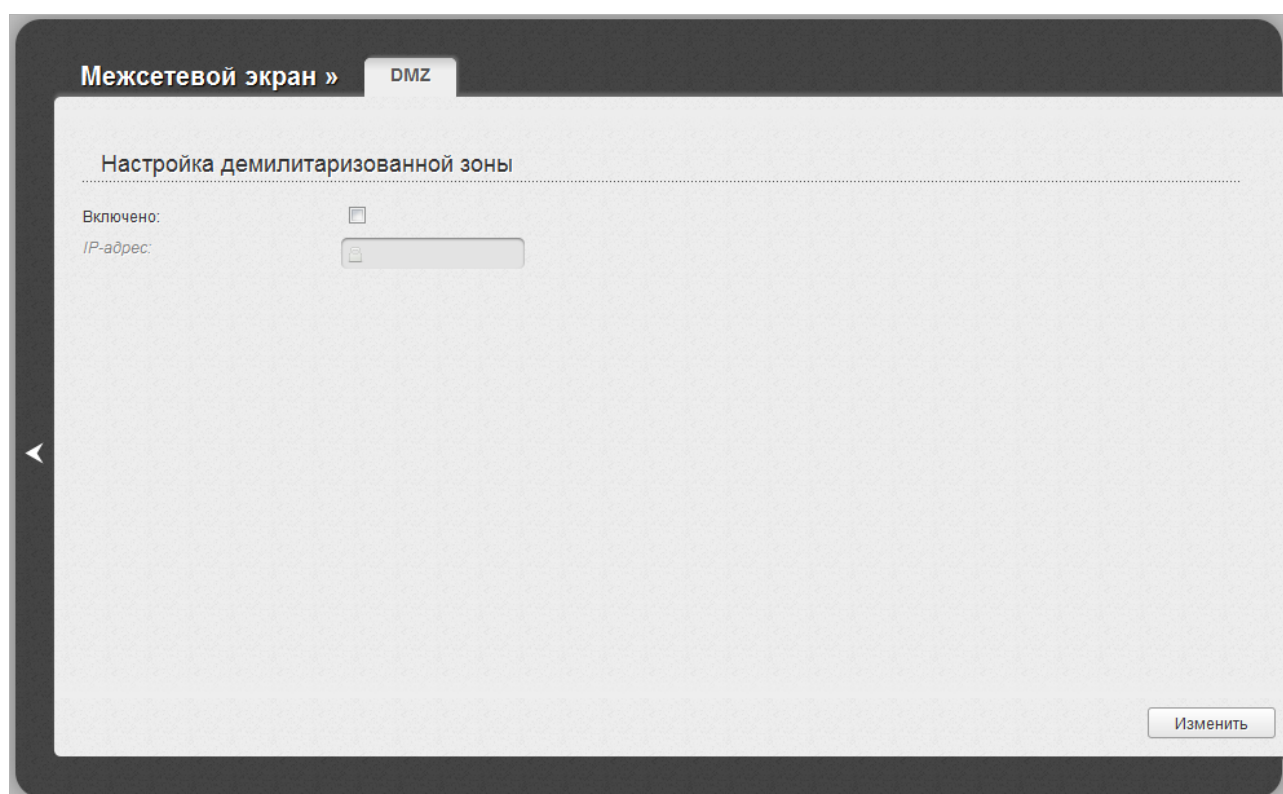 Межсетевой экран » DMZ
Настройка демилитаризованной зоны
Включено:
IP-адрес:
Изменить